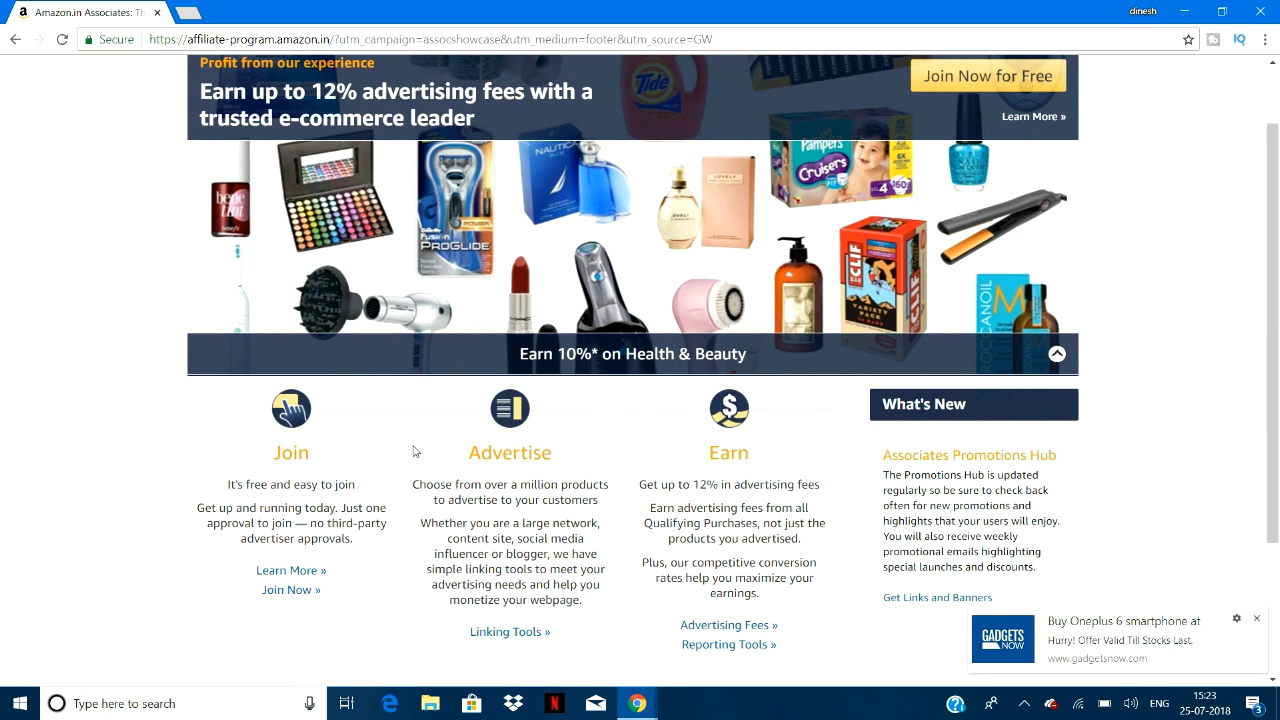 Amazon.in Associates: Th
dinesh
Secure
https://affiliate-program.amazon.in/?utm_campaign=assocshowcase&utm_medium=footer&utm_source=GW
Profit from our experience
Earn up to 12% advertising fees with a
trusted e-commerce leader
Join Now for Free
Learn More »
Tide
NAUTICA
LOVELY
Pampers
Cruisers
4
160
benefit
tint
Gillette
Fusion
PROGLIDE
POWER
CLIF
BAR
VARIETY
PACK
MOROCCANOIL
M
Earn 10%* on Health & Beauty
Join
It's free and easy to join
Get up and running today. Just one
approval to join — no third-party
advertiser approvals.
Learn More »
Join Now »
Advertise
Choose from over a million products
to advertise to your customers
Whether you are a large network,
content site, social media
influencer or blogger, we have
simple linking tools to meet your
advertising needs and help you
monetize your webpage.
Linking Tools »
Earn
Get up to 12% in advertising fees
Earn advertising fees from all
Qualifying Purchases, not just the
products you advertised.
Plus, our competitive conversion
rates help you maximize your
earnings.
Advertising Fees »
Reporting Tools »
What's New
Associates Promotions Hub
The Promotions Hub is updated
regularly so be sure to check back
often for new promotions and
highlights that your users will enjoy.
You will also receive weekly
promotional emails highlighting
special launches and discounts.
Get Links and Banners
GADGETS
NOW
Buy Oneplus 6 smartphone at
Hurry! Offer Valid Till Stocks Last.
www.gadgetsnow.com
Type here to search
ENG
15:23
25-07-2018
3